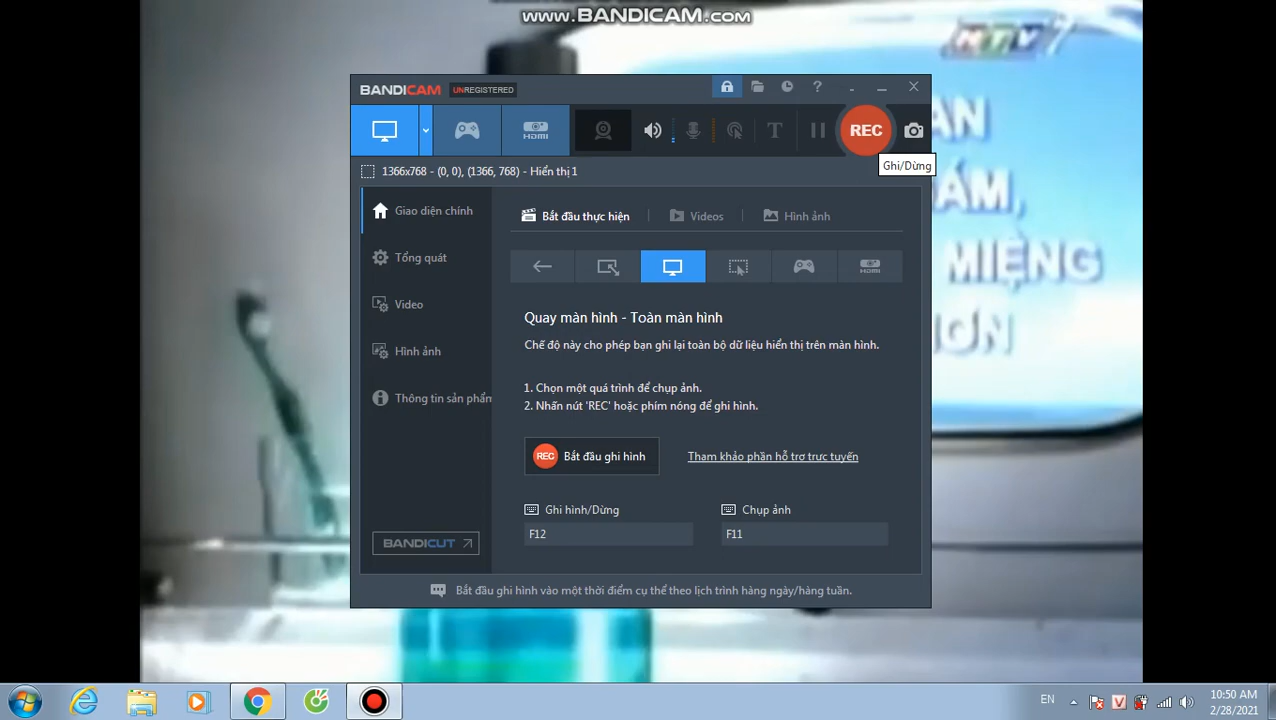 www.BANDICAM.com
HTV7
BANDICAM UNREGISTERED
HDMI
REC
Ghi/Dừng
1366x768 - (0, 0), (1366, 768) - Hiển thị 1
Giao diện chính
Tổng quát
Video
Hình ảnh
Thông tin sản phẩm
BANDICUT
Bắt đầu thực hiện
Videos
Hình ảnh
HDMI
Quay màn hình - Toàn màn hình
Chế độ này cho phép bạn ghi lại toàn bộ dữ liệu hiển thị trên màn hình.
1. Chọn một quá trình để chụp ảnh.
2. Nhấn nút 'REC' hoặc phím nóng để ghi hình.
REC Bắt đầu ghi hình
Tham khảo phần hỗ trợ trực tuyến
Ghi hình/Dừng
Chụp ảnh
F12
F11
Bắt đầu ghi hình vào một thời điểm cụ thể theo lịch trình hàng ngày/hàng tuần.
MIỆNG
EN
10:50 AM
2/28/2021